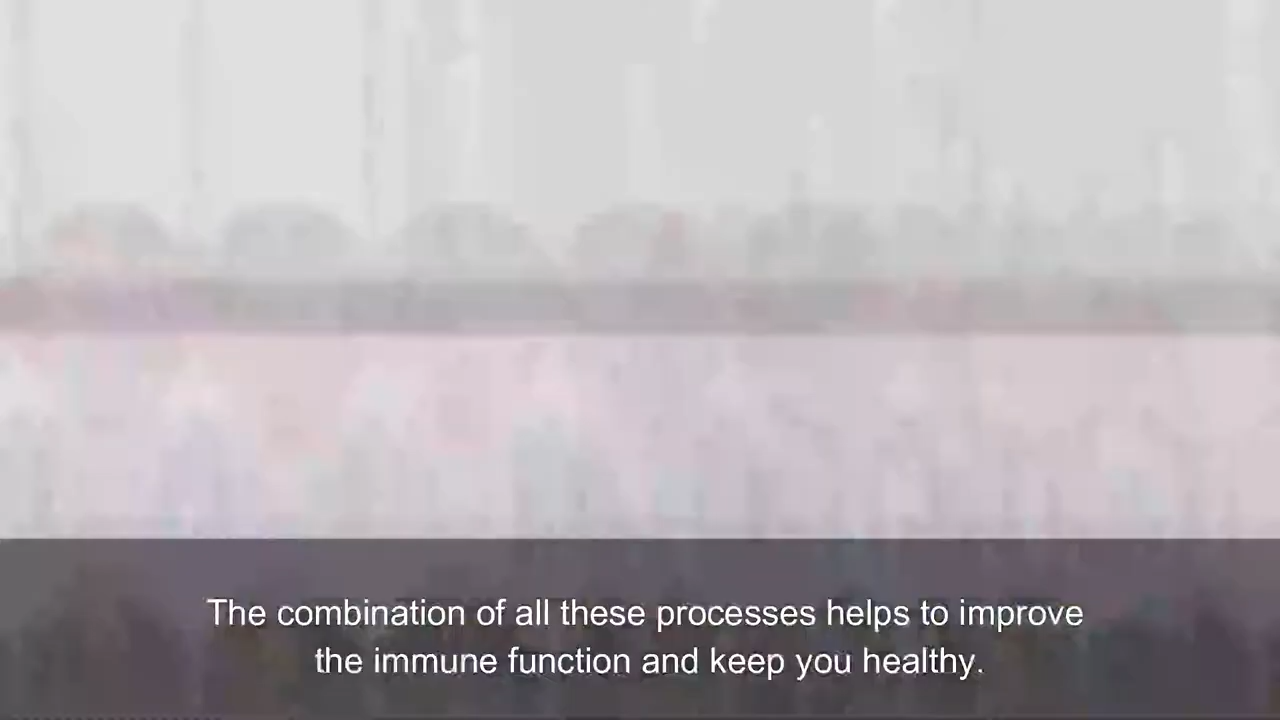 The combination of all these processes helps to improve
the immune function and keep you healthy.